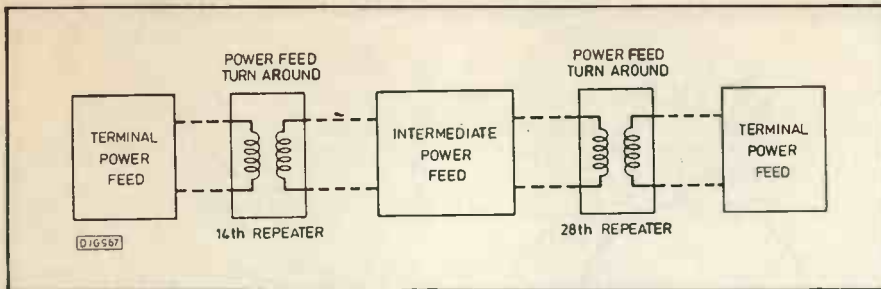 POWER FEED
TURN AROUND
POWER FEED
TURN AROUND
TERMINAL
POWER
FEED
INTERMEDIATE
POWER
FEED
TERMINAL
POWER
FEED
14th REPEATER
28th REPEATER
DIG567